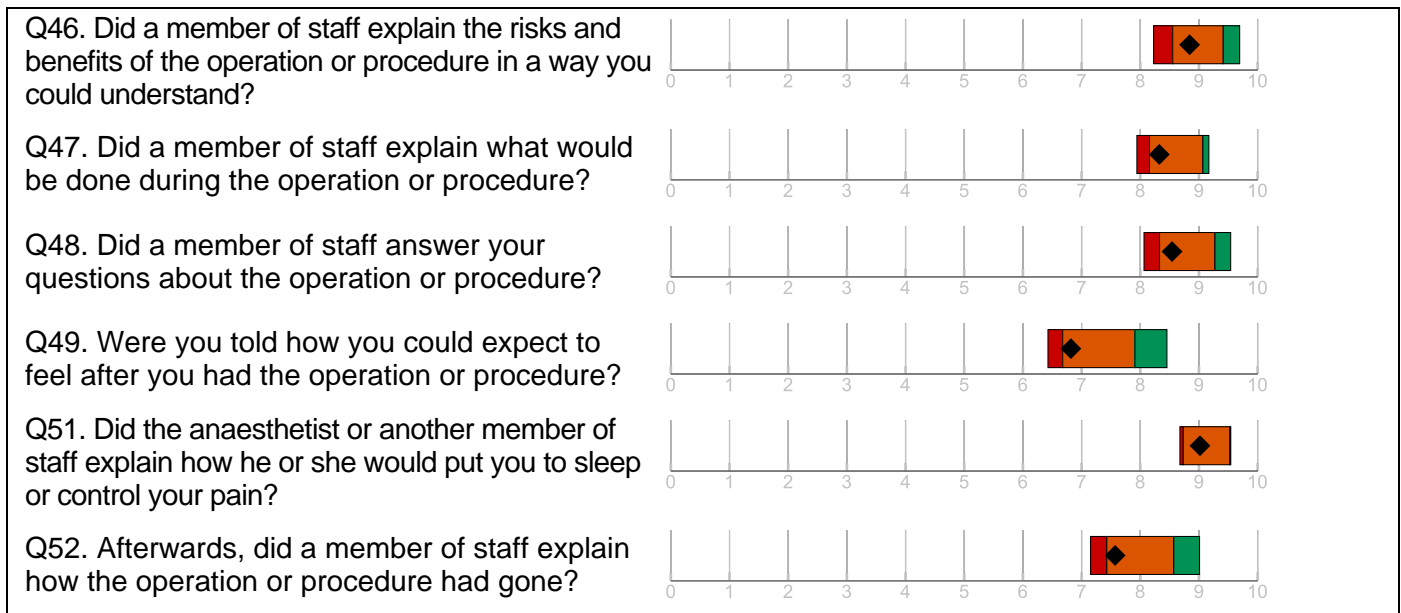 Q46. Did a member of staff explain the risks and
benefits of the operation or procedure in a way you
could understand?
0 1 2 3 4 5 6 7 8 9 10
Q47. Did a member of staff explain what would
be done during the operation or procedure?
0 1 2 3 4 5 6 7 8 9 10
Q48. Did a member of staff answer your
questions about the operation or procedure?
0 1 2 3 4 5 6 7 8 9 10
Q49. Were you told how you could expect to
feel after you had the operation or procedure?
0 1 2 3 4 5 6 7 8 9 10
Q51. Did the anaesthetist or another member of
staff explain how he or she would put you to sleep
or control your pain?
0 1 2 3 4 5 6 7 8 9 10
Q52. Afterwards, did a member of staff explain
how the operation or procedure had gone?
0 1 2 3 4 5 6 7 8 9 10